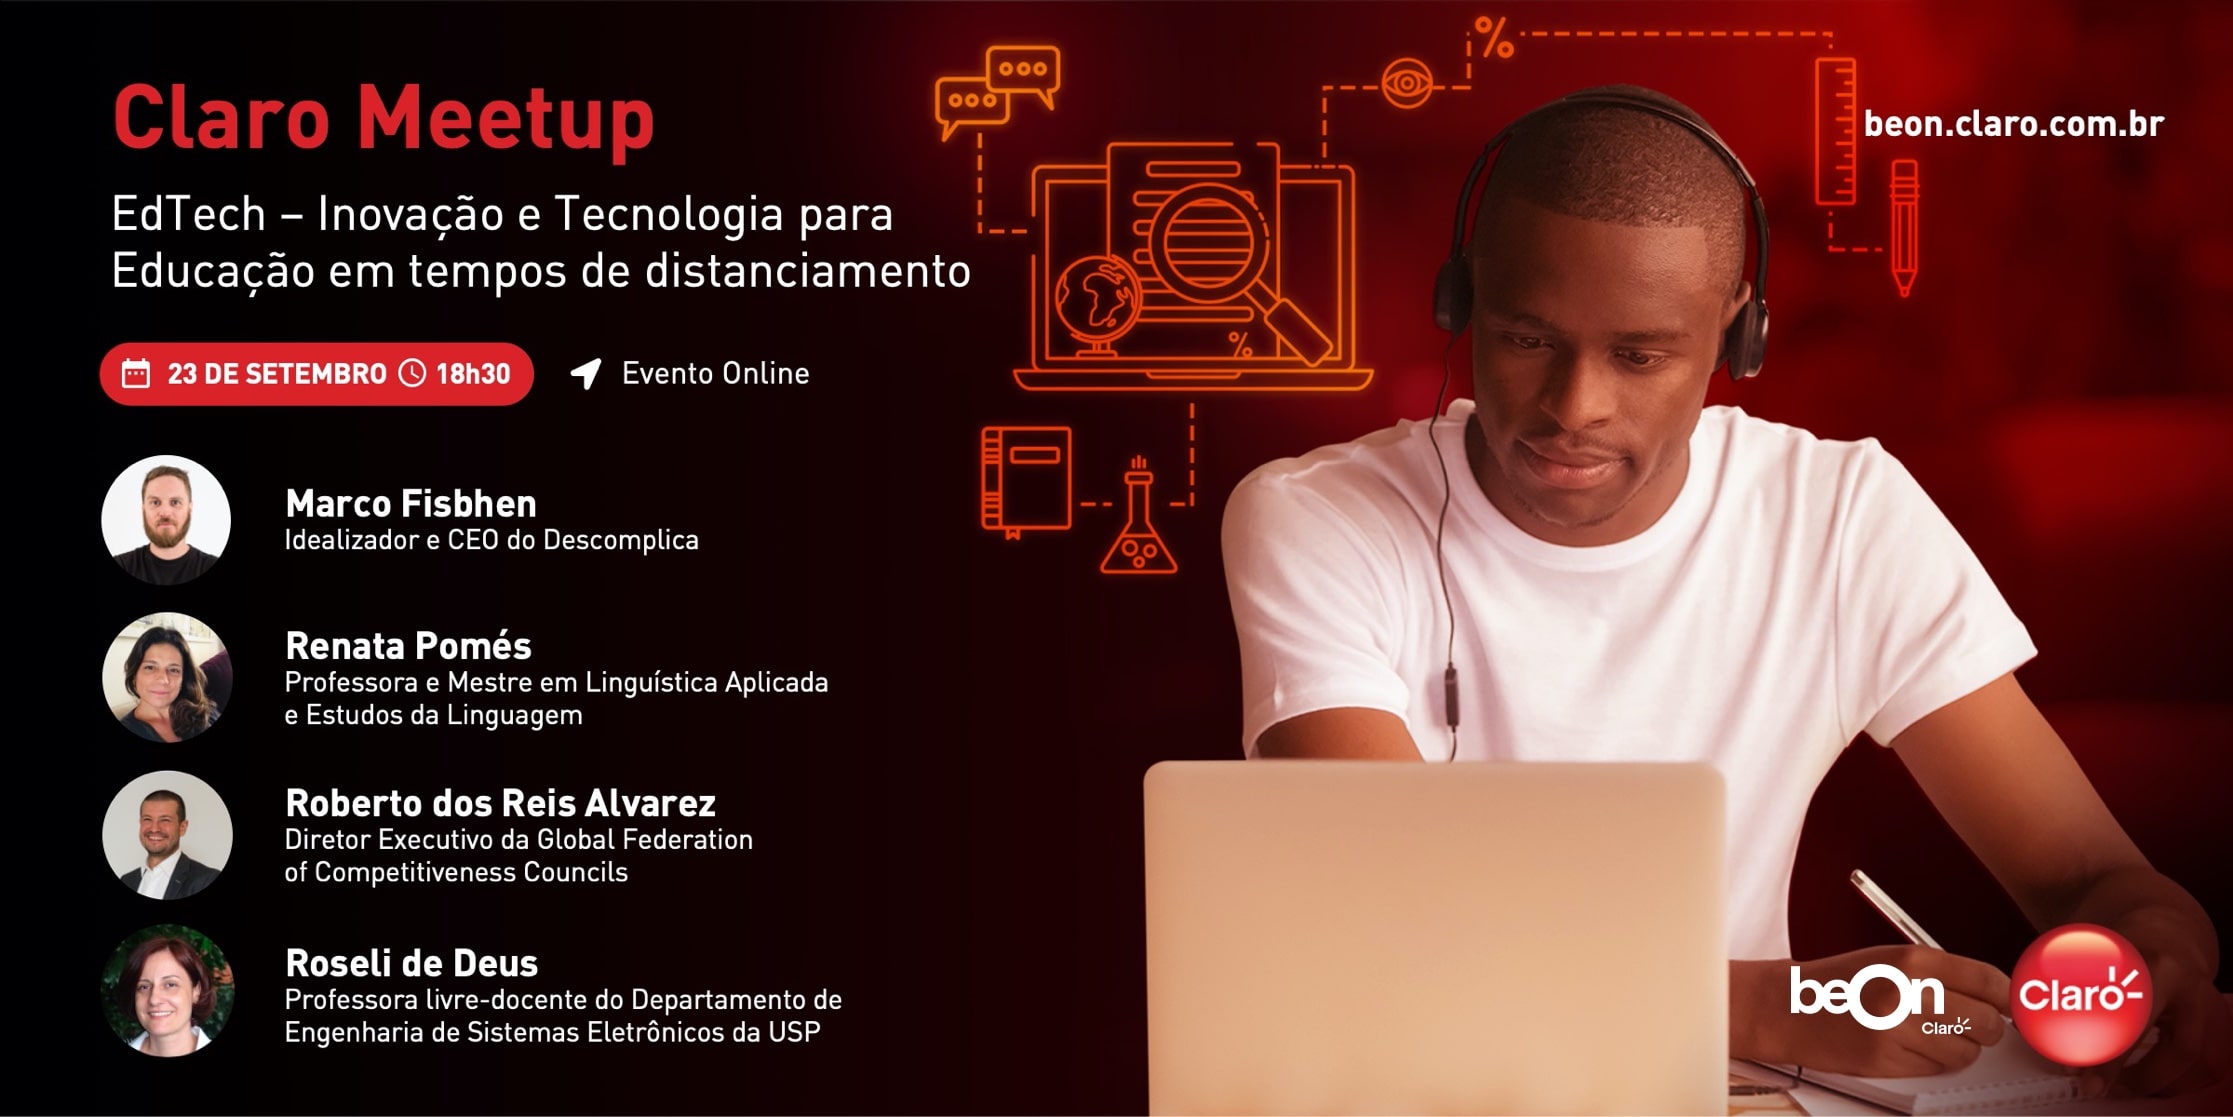 Claro Meetup
EdTech – Inovação e Tecnologia para
Educação em tempos de distanciamento
23 DE SETEMBRO 18h30
Evento Online
Marco Fisbhen
Idealizador e CEO do Descomplica
Renata Pomés
Professora e Mestre em Linguística Aplicada
e Estudos da Linguagem
Roberto dos Reis Alvarez
Diretor Executivo da Global Federation
of Competitiveness Councils
Roseli de Deus
Professora livre-docente do Departamento de
Engenharia de Sistemas Eletrônicos da USP
%
%
beon.claro.com.br
beOn
Claro
Claro